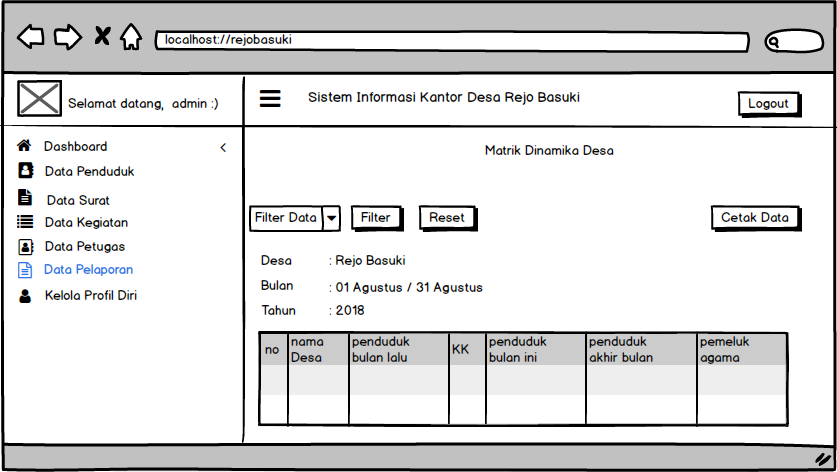 localhost://rejobasuki
Selamat datang, admin :)
Sistem Informasi Kantor Desa Rejo Basuki
Logout
Dashboard
Data Penduduk
Data Surat
Data Kegiatan
Data Petugas
Data Pelaporan
Kelola Profil Diri
Matrik Dinamika Desa
Filter Data
Filter
Reset
Cetak Data
Desa : Rejo Basuki
Bulan : 01 Agustus / 31 Agustus
Tahun : 2018
no
nama
Desa
penduduk
bulan lalu
KK
penduduk
bulan ini
penduduk
akhir bulan
pemeluk
agama